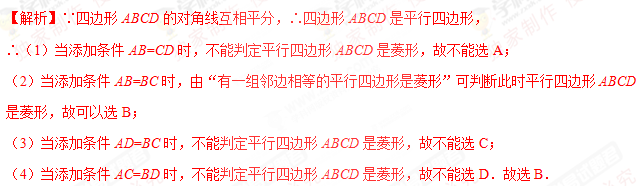 【解析】∵四边形 ABCD 的对角线互相平分，∴四边形 ABCD 是平行四边形，
∴（1）当添加条件 AB=CD 时，不能判定平行四边形 ABCD 是菱形，故不能选 A；
（2）当添加条件 AB=BC 时，由“有一组邻边相等的平行四边形是菱形”可判断此时平行四边形 ABCD
是菱形，故可以选 B；
（3）当添加条件 AD=BC 时，不能判定平行四边形 ABCD 是菱形，故不能选 C；
（4）当添加条件 AC=BD 时，不能判定平行四边形 ABCD 是菱形，故不能选 D．故选 B．